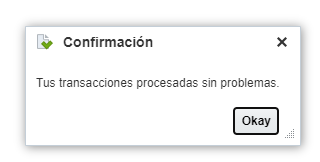 Confirmación
Tus transacciones procesadas sin problemas.
Okay